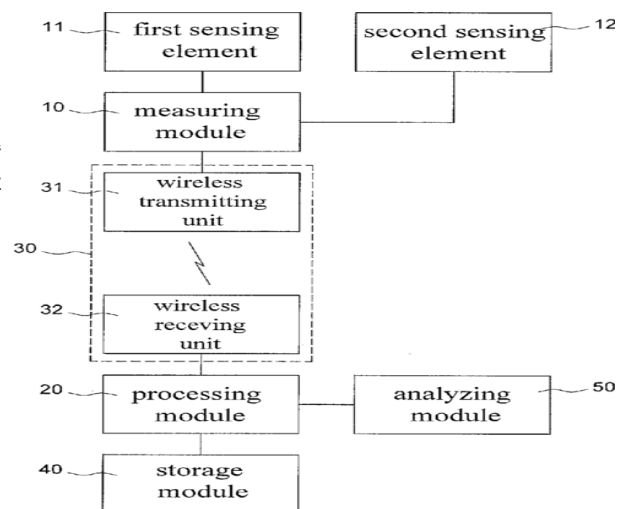 11
first sensing
element
second sensing
element
12
10
measuring
module
31
wireless
transmitting
unit
30
32
wireless
receving
unit
20
processing
module
analyzing
module
50
40
storage
module